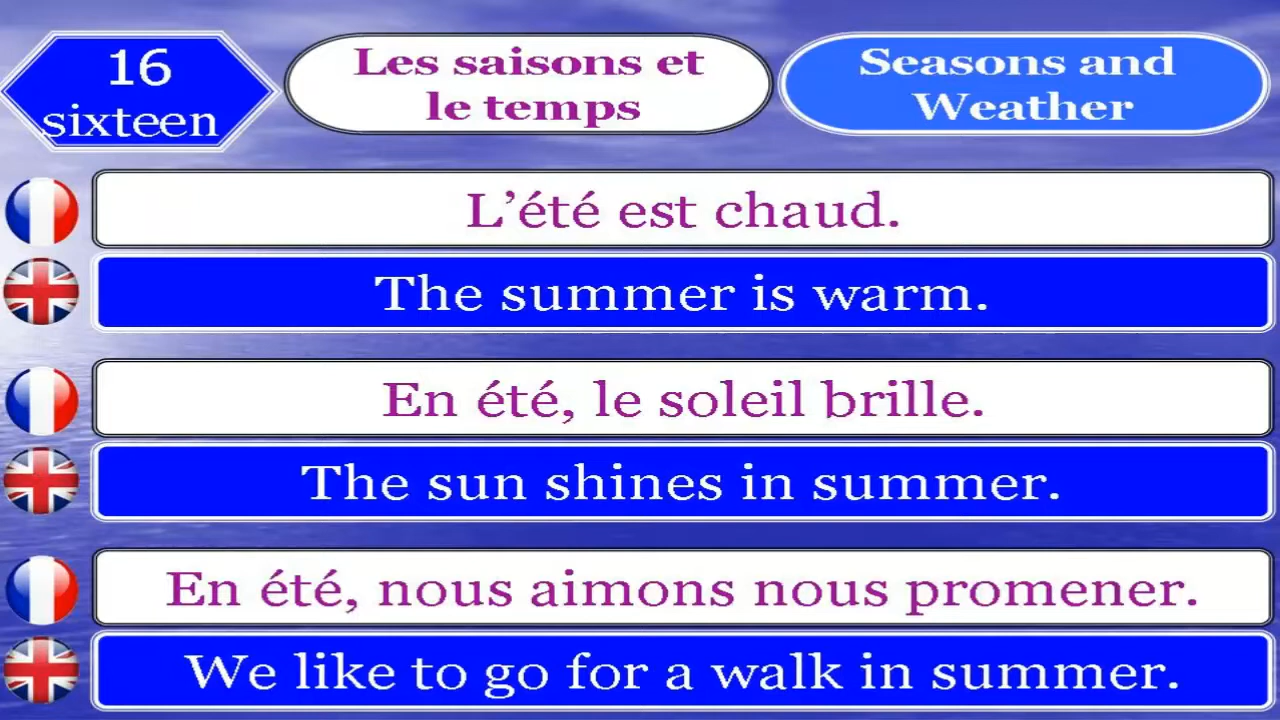 16
sixteen
Les saisons et
le temps
Seasons and
Weather
L’été est chaud.
The summer is warm.
En été, le soleil brille.
The sun shines in summer.
En été, nous aimons nous promener.
We like to go for a walk in summer.